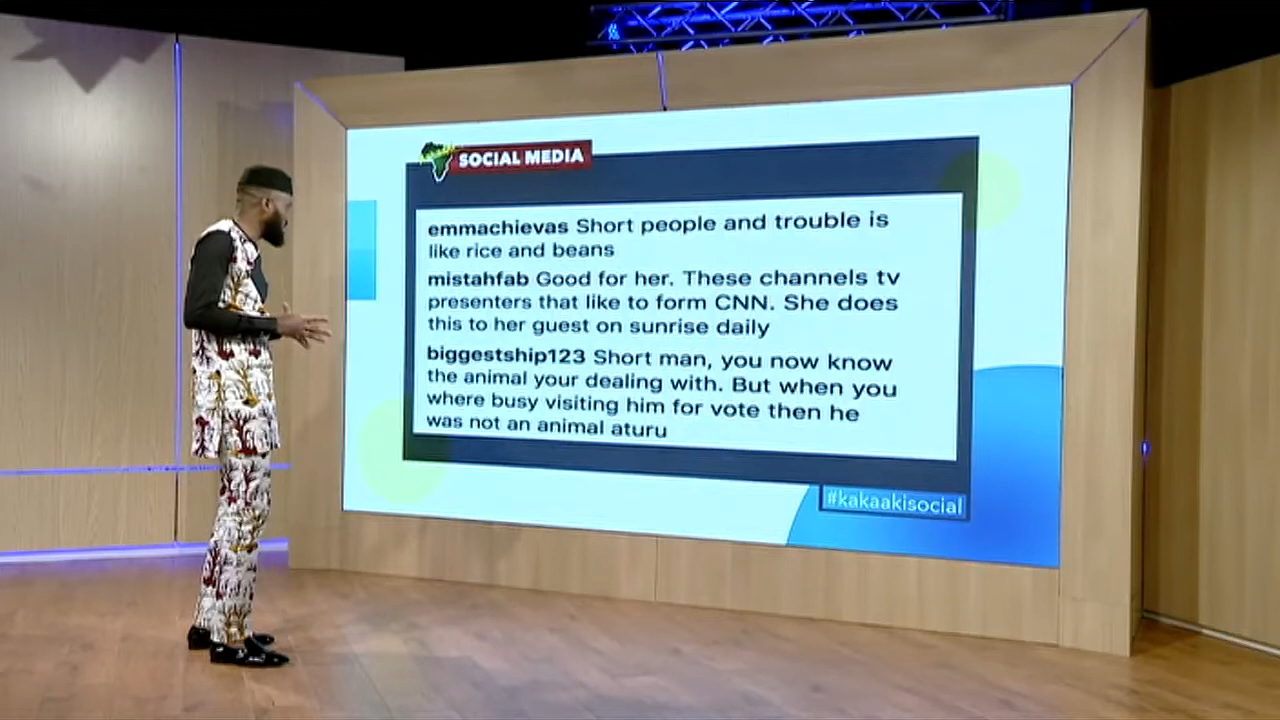 SOCIAL MEDIA
emmachievas Short people and trouble is
like rice and beans
mistahfab Good for her. These channels tv
presenters that like to form CNN. She does
this to her guest on sunrise daily
biggestship123 Short man, you now know
the animal your dealing with. But when you
where busy visiting him for vote then he
was not an animal aturu
#kakaakisocial